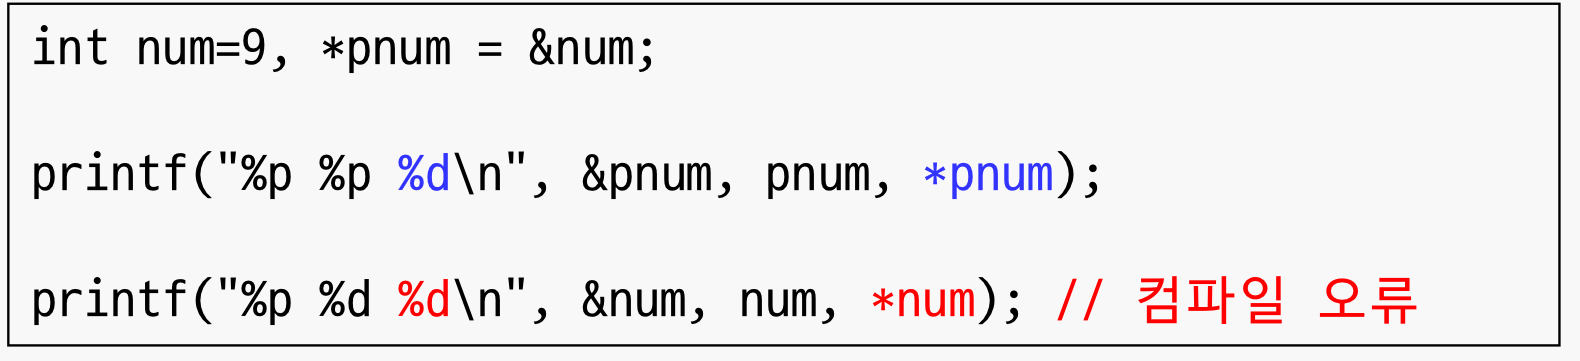 int num=9, *pnum = &num;
printf("%p %p %d\n", &pnum, pnum, *pnum);
printf("%p %d %d\n", &num, num, *num); // 컴파일 오류